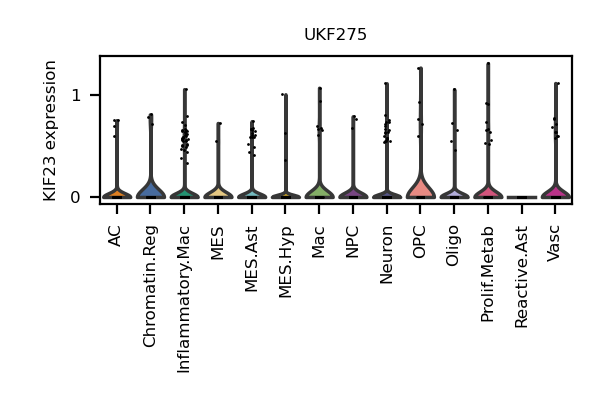 UKF275
KIF23 expression
1
0
AC
Chromatin.Reg
Inflammatory.Mac
MES
MES.Ast
MES.Hyp
Mac
NPC
Neuron
OPC
Oligo
Prolif.Metab
Reactive.Ast
Vasc